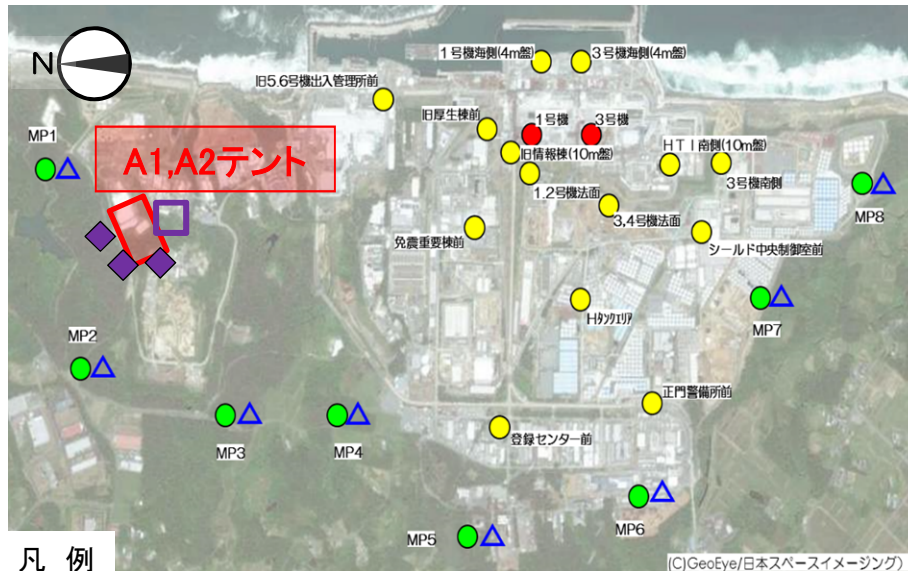 1号機海側(4m盤)
3号機海側(4m盤)
N
旧5.6号機出入管理所前
旧厚生棟前
1号機
3号機
MP1
A1,A2テント
旧情報棟(10m盤)
HTI南側(10m盤)
3号機南側
1.2号機法面
MP8
3,4号機法面
免震重要棟前
シールド中央制御室前
Hタンクエリア
MP7
MP2
正門警備所前
登録センター前
MP3
MP4
MP6
MP5
凡 例
(C)GeoEye/日本スペースイメージング)